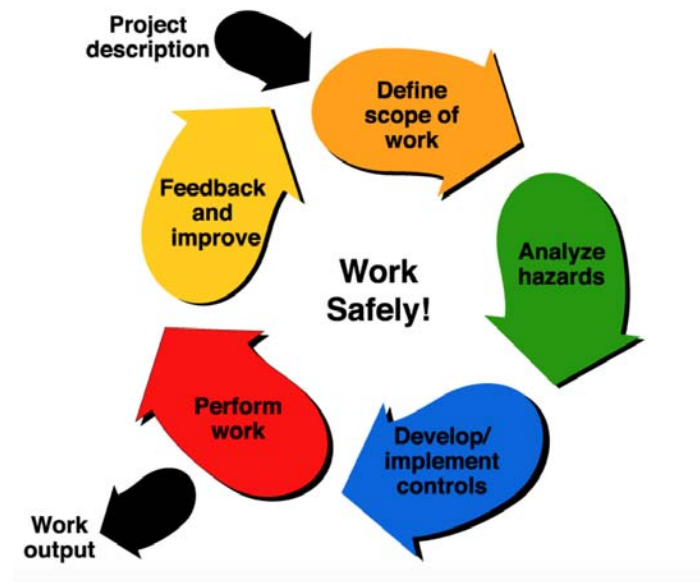 Project
description
Define
scope of
work
Analyze
hazards
Develop/
implement
controls
Perform
work
Work
output
Feedback
and
improve
Work
Safely!